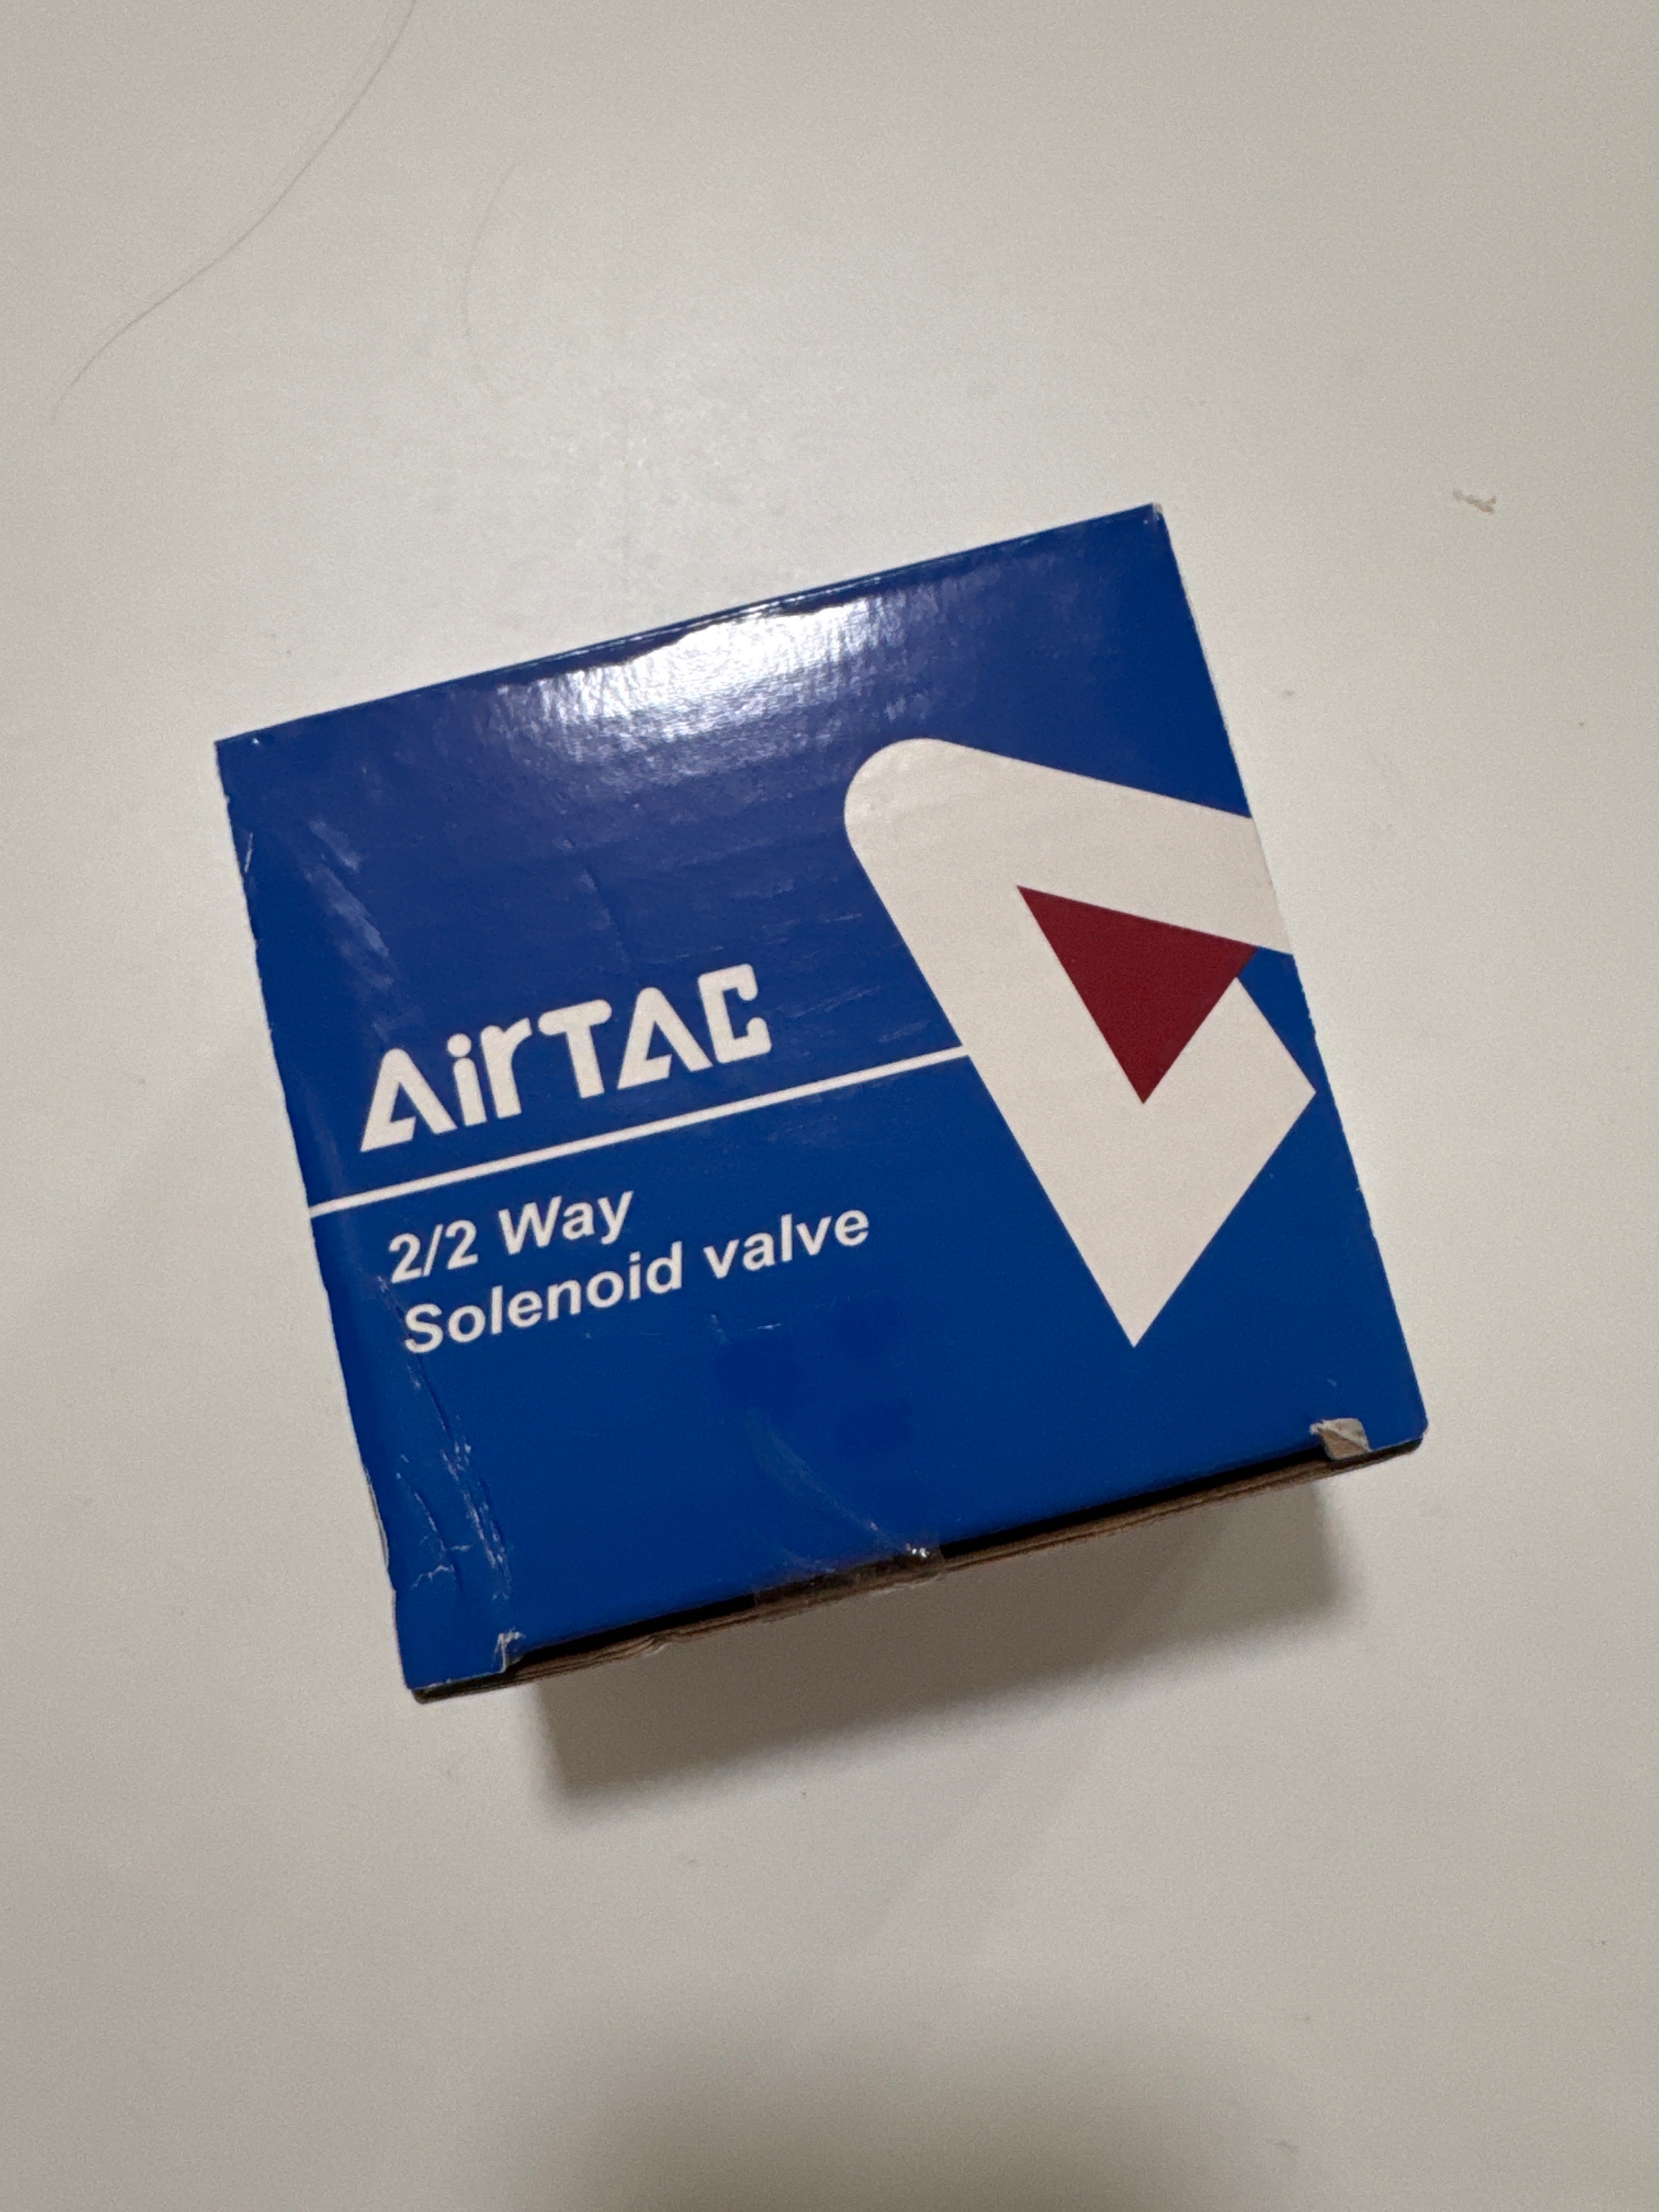 AirTAC
2/2 Way
Solenoid valve